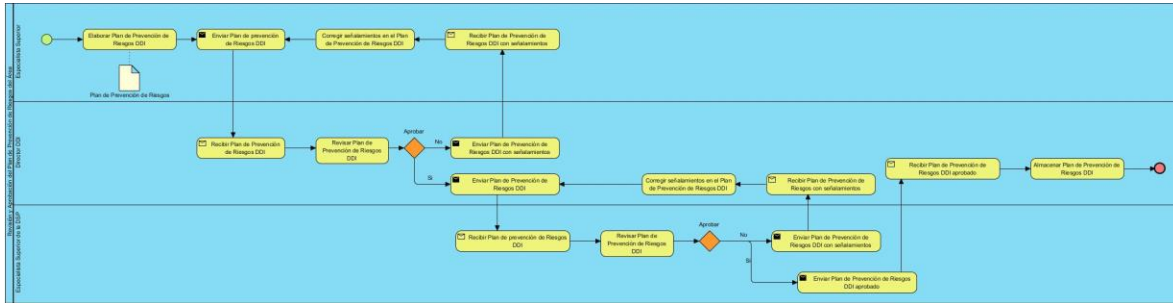 Revisión y Aprobación del Plan de Prevención de Riesgos del Área
Especialista Superior
Elaborar Plan de Prevención de
Riesgos DDI
Enviar Plan de prevención
de Riesgos DDI
Corregir señalamientos en el Plan
de Prevención de Riesgos DDI
Recibir Plan de Prevención de
Riesgos DDI con señalamientos
Plan de Prevención de Riesgos
Director DDI
Recibir Plan de Prevención
de Riesgos DDI
Revisar Plan de
Prevención de Riesgos
DDI
Aprobar
No
Enviar Plan de Prevención de
Riesgos DDI con señalamientos
Si
Enviar Plan de Prevención de
Riesgos DDI
Corregir señalamientos en el Plan
de Prevención de Riesgos.DDI
Recibir Plan de Prevención de
Riesgos con señalamientos
Recibir Plan de Prevención de
Riesgos DDI aprobado
Almacenar Plan de Prevención de
Riesgos DDI
Especialista Superior de la DGP
Recibir Plan de prevención de Riesgos
DDI
Revisar Plan de
Prevención de Riesgos
DDI
Aprobar
No
Enviar Plan de Prevención de
Riesgos DDI con señalamientos
Si
Enviar Plan de Prevención de Riesgos
DDI aprobado